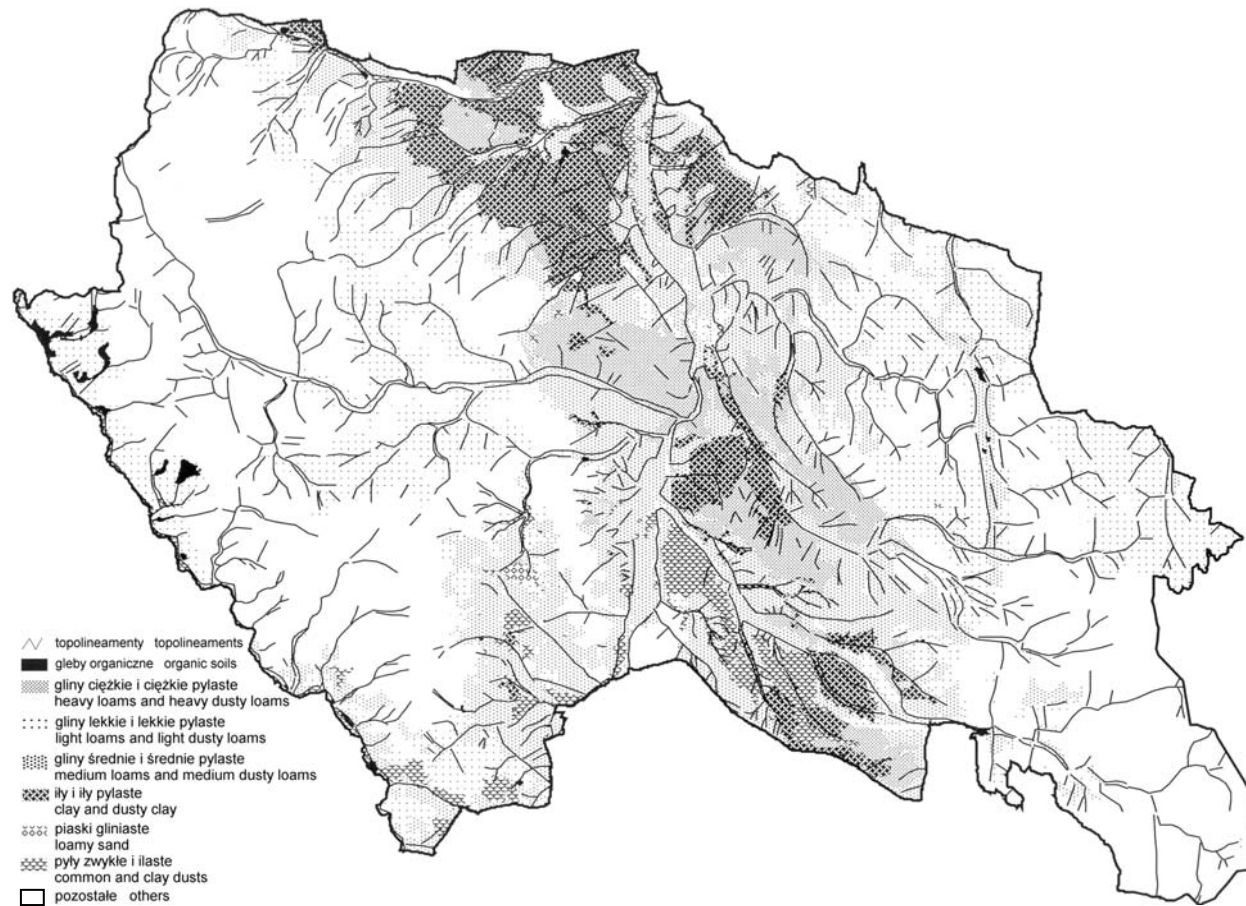 topolineamenty topolineaments
gleby organiczne organic soils
gliny ciężkie i ciężkie pylaste
heavy loams and heavy dusty loams
gliny lekkie i lekkie pylaste
light loams and light dusty loams
gliny średnie i średnie pylaste
medium loams and medium dusty loams
iły i iły pylaste
clay and dusty clay
piaski gliniaste
loamy sand
pyły zwykłe i ilaste
common and clay dusts
pozostałe others